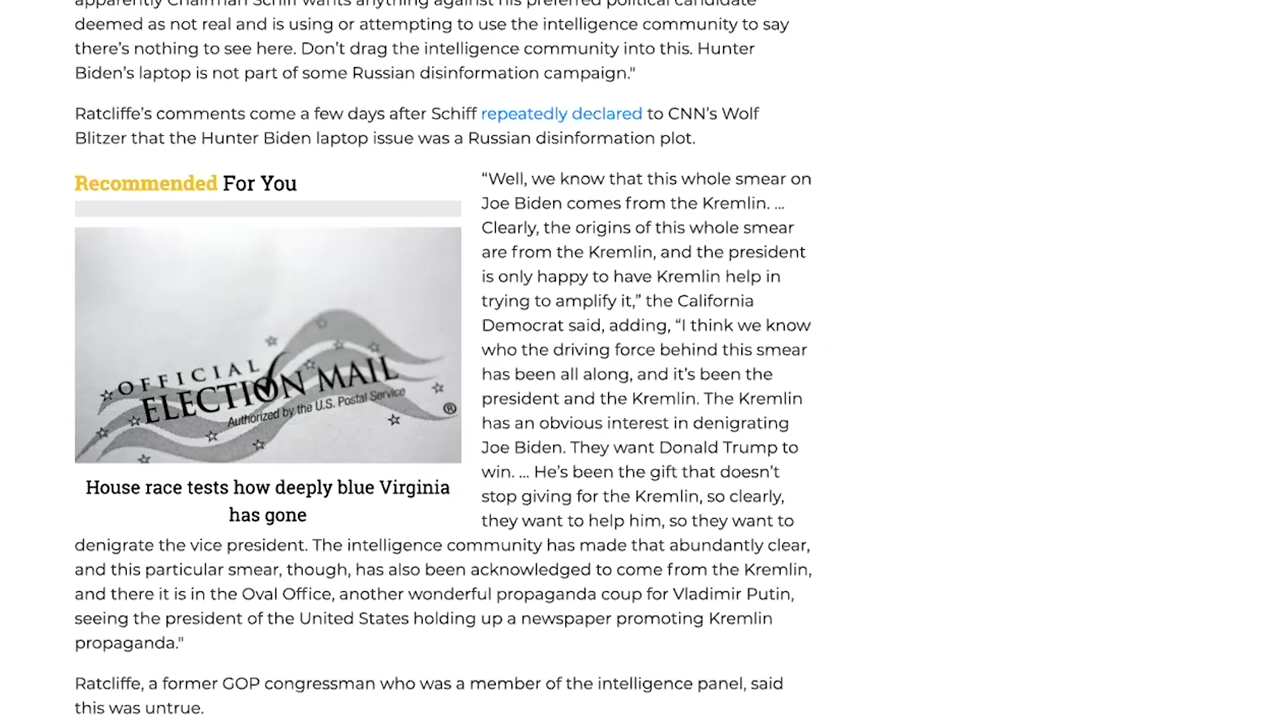 apparently Chairman Schiff wants anything against his preferred political candidate
deemed as not real and is using or attempting to use the intelligence community to say
there’s nothing to see here. Don’t drag the intelligence community into this. Hunter
Biden’s laptop is not part of some Russian disinformation campaign."
Ratcliffe’s comments come a few days after Schiff repeatedly declared to CNN’s Wolf
Blitzer that the Hunter Biden laptop issue was a Russian disinformation plot.
Recommended For You
OFFICIAL
ELECTION MAIL
Authorized by the U.S. Postal Service
®
House race tests how deeply blue Virginia
has gone
“Well, we know that this whole smear on
Joe Biden comes from the Kremlin. ...
Clearly, the origins of this whole smear
are from the Kremlin, and the president
is only happy to have Kremlin help in
trying to amplify it,” the California
Democrat said, adding, “I think we know
who the driving force behind this smear
has been all along, and it’s been the
president and the Kremlin. The Kremlin
has an obvious interest in denigrating
Joe Biden. They want Donald Trump to
win. ... He’s been the gift that doesn’t
stop giving for the Kremlin, so clearly,
they want to help him, so they want to
denigrate the vice president. The intelligence community has made that abundantly clear,
and this particular smear, though, has also been acknowledged to come from the Kremlin,
and there it is in the Oval Office, another wonderful propaganda coup for Vladimir Putin,
seeing the president of the United States holding up a newspaper promoting Kremlin
propaganda."
Ratcliffe, a former GOP congressman who was a member of the intelligence panel, said
this was untrue.